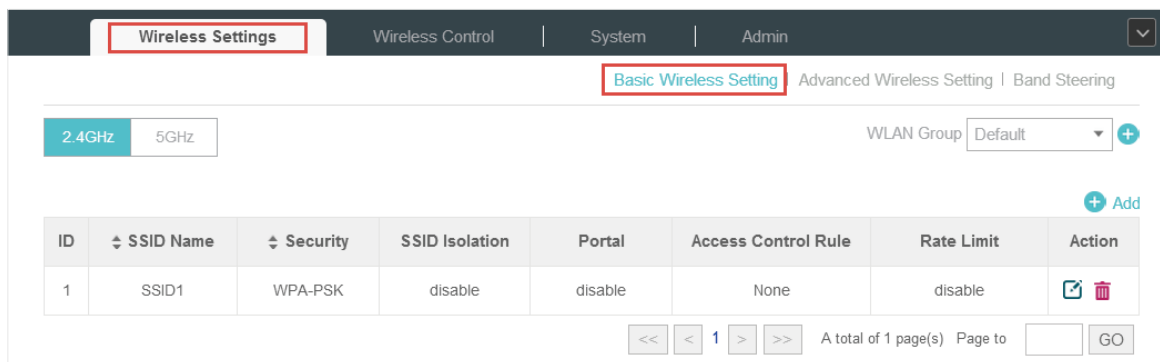 Wireless Settings Wireless Control System Admin
Basic Wireless Setting Advanced Wireless Setting Band Steering
2.4GHz 5GHz WLAN Group Default
Add
ID SSID Name Security SSID Isolation Portal Access Control Rule Rate Limit Action
1 SSID1 WPA-PSK disable disable None disable
<< < 1 > >> A total of 1 page(s) Page to GO